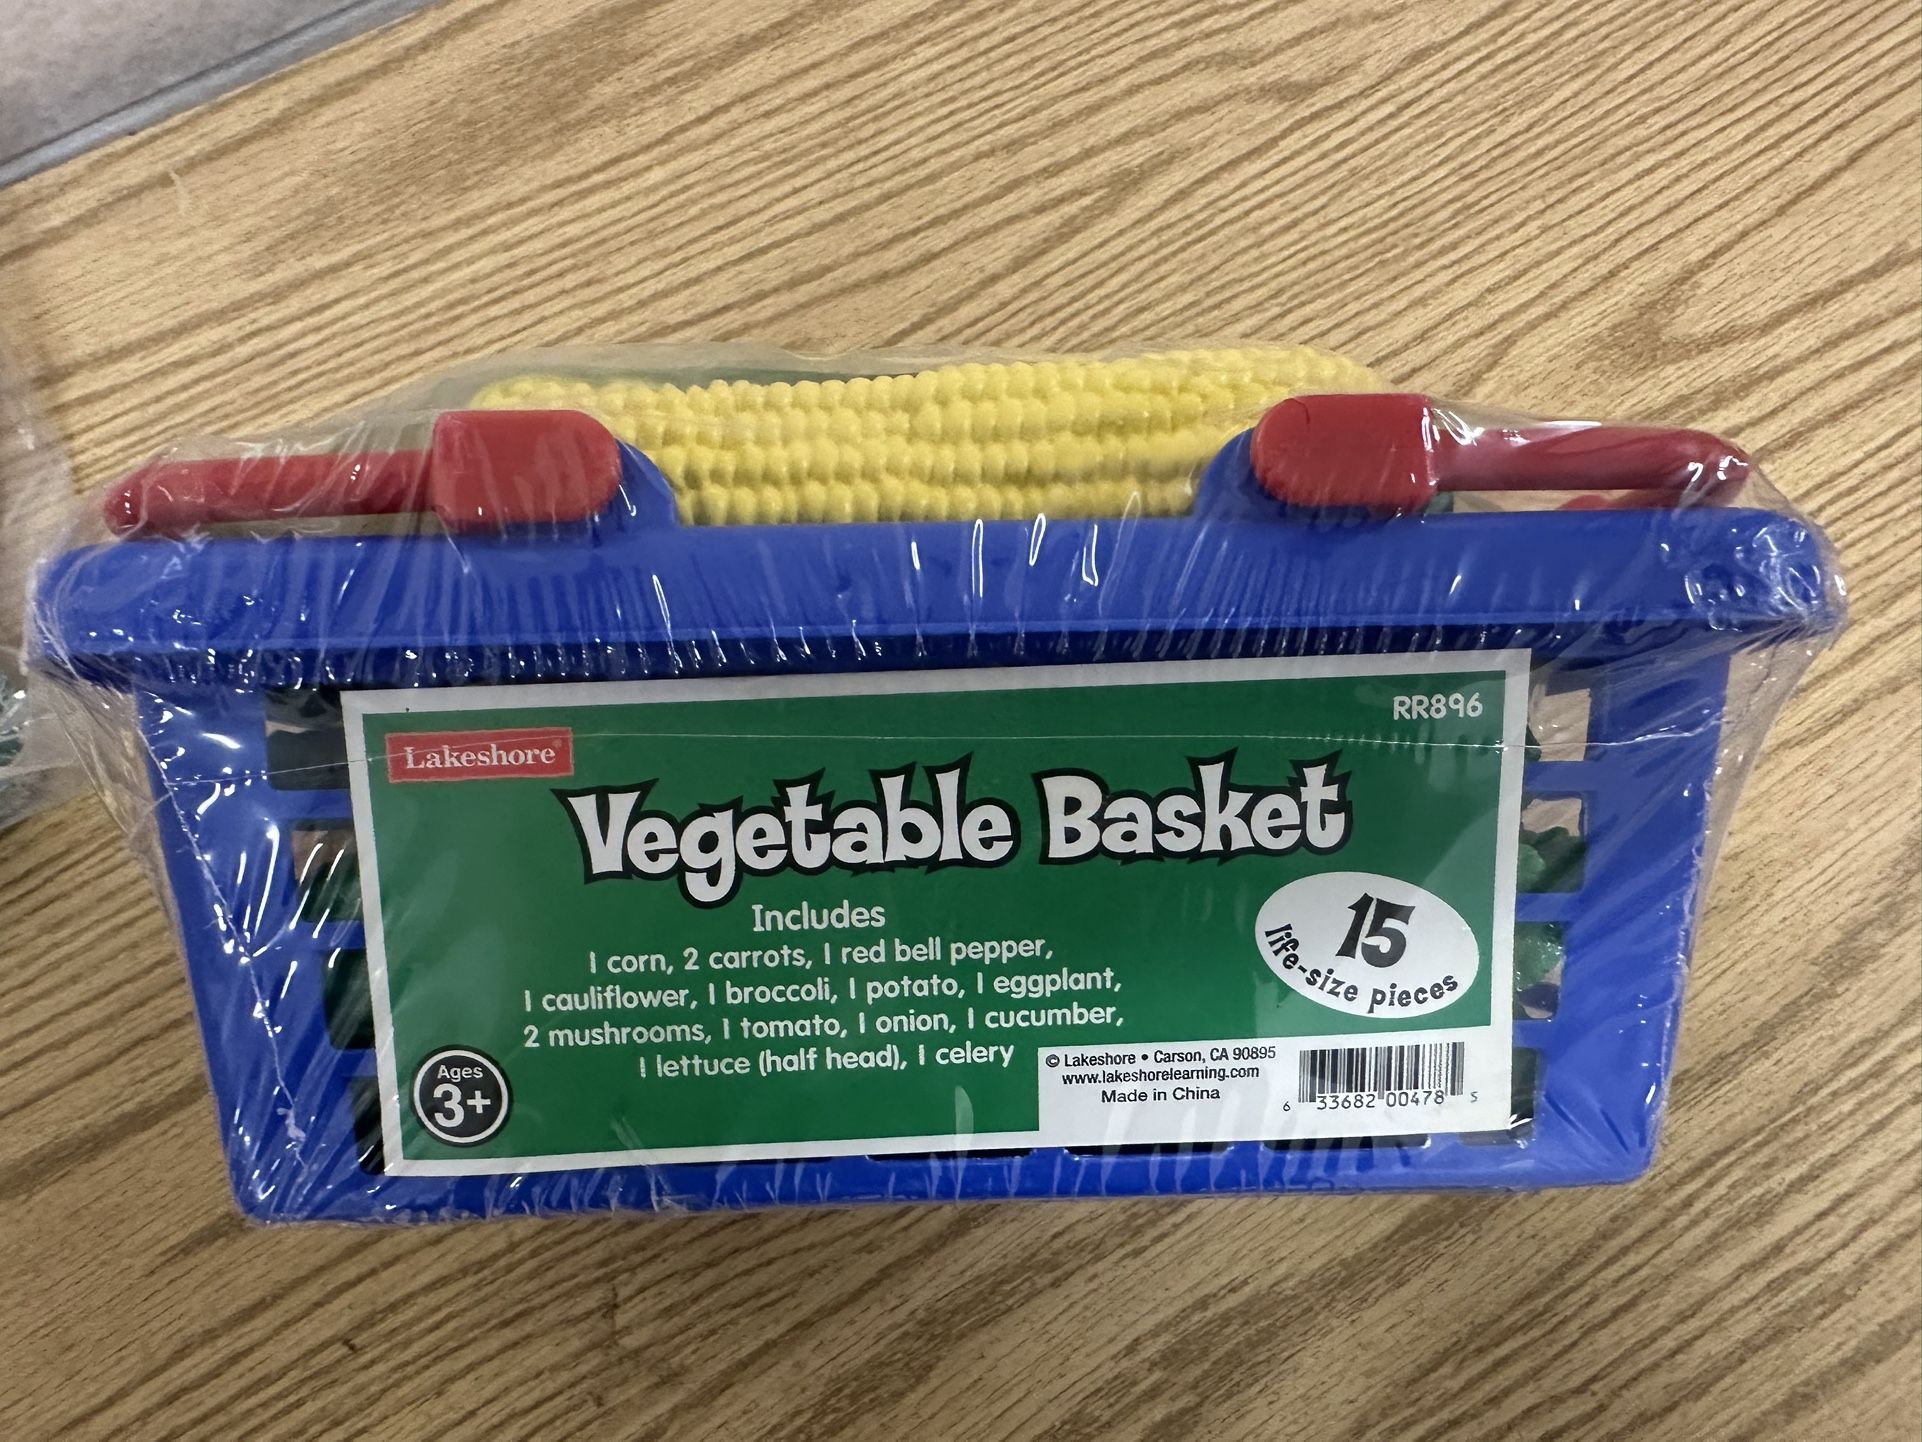 RR896
Lakeshore
Vegetable Basket
Includes
1 corn, 2 carrots, 1 red bell pepper,
1 cauliflower, 1 broccoli, 1 potato, 1 eggplant,
2 mushrooms, 1 tomato, 1 onion, 1 cucumber,
1 lettuce (half head), 1 celery
15
life-size pieces
Ages
3+
© Lakeshore • Carson, CA 90895
www.lakeshorelearning.com
Made in China
6 33682 00478 5